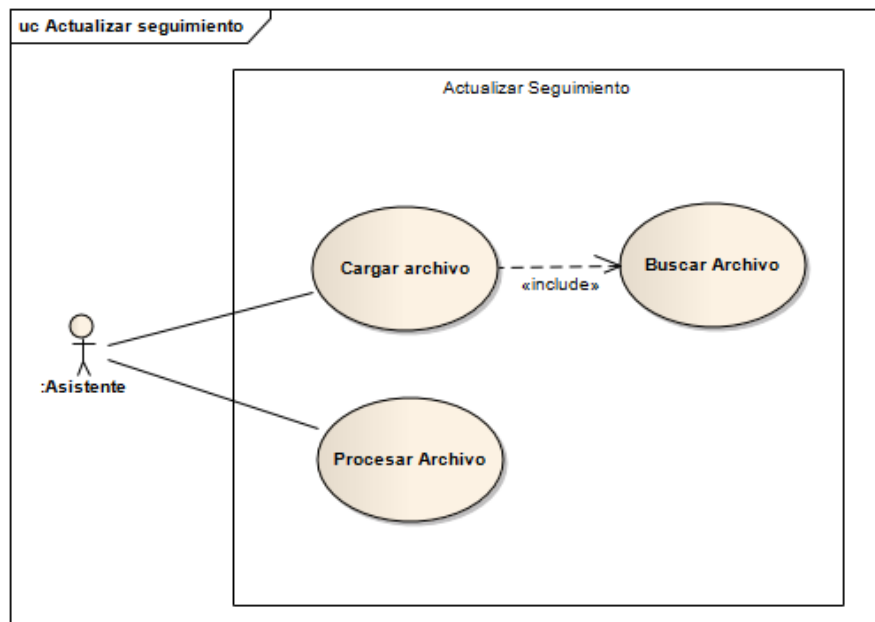 uc Actualizar seguimiento
Actualizar Seguimiento
Cargar archivo
Buscar Archivo
«include»
:Asistente
Procesar Archivo